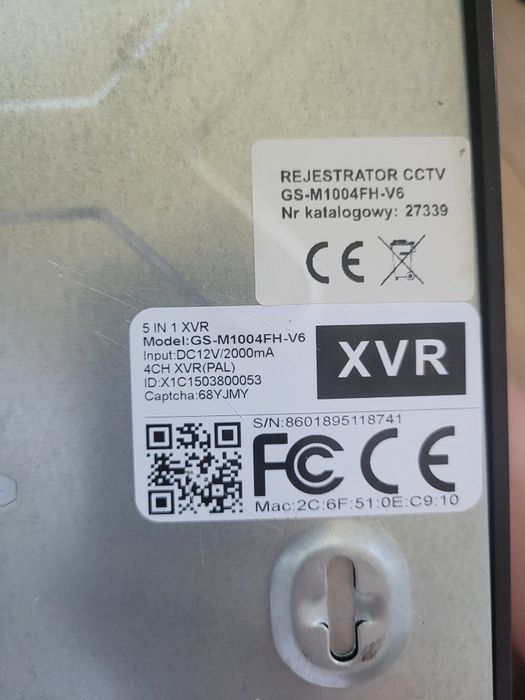 REJESTRATOR CCTV
GS-M1004FH-V6
Nr katalogowy: 27339
CE
5 IN 1 XVR
Model:GS-M1004FH-V6
Input:DC12V/2000mA
4CH XVR(PAL)
ID:X1C1503800053
Captcha:68YJMY
XVR
S/N:8601895118741
FC CE
Mac:2C:6F:51:0E:C9:10